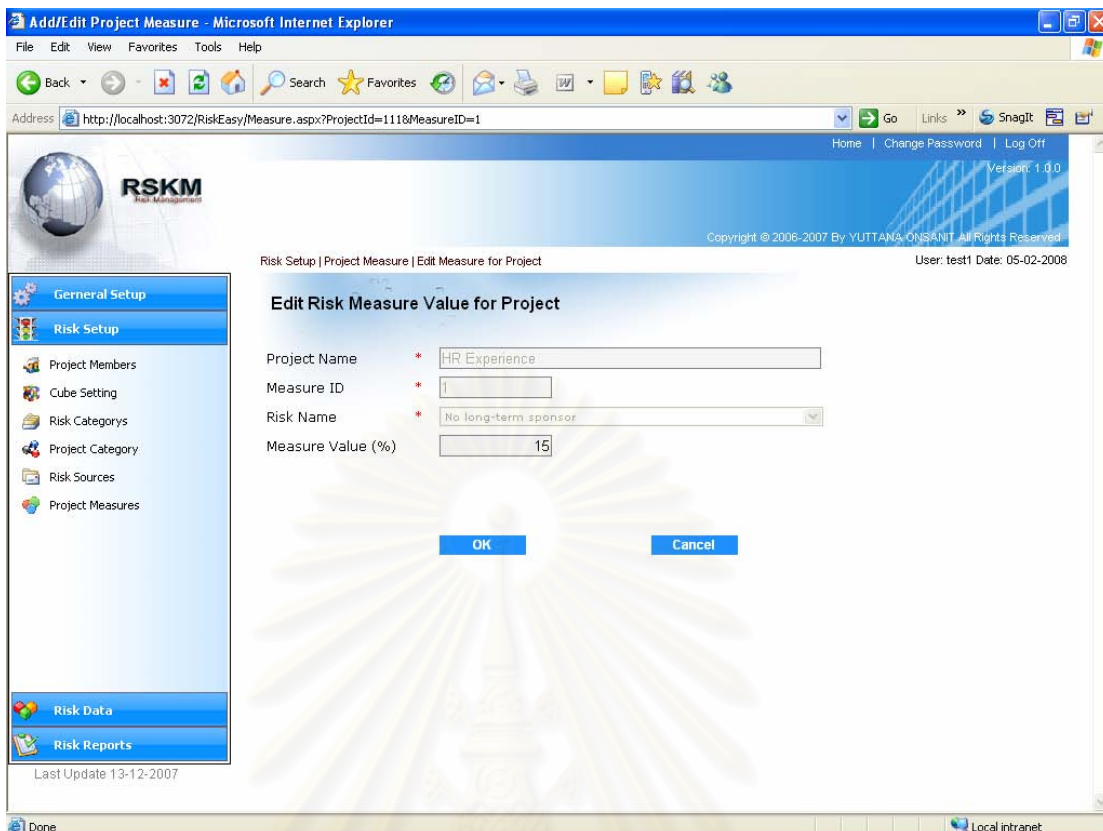 Add/Edit Project Measure - Microsoft Internet Explorer
File Edit View Favorites Tools Help
Back Search Favorites
Address http://localhost:3072/RiskEasy/Measure.aspx?ProjectId=111&MeasureID=1 Go Links » SnagIt
Home | Change Password | Log Off
Version: 1.0.0
RSKM
Risk Management
Copyright © 2006-2007 By YUTTANA ONSANIT All Rights Reserved
Risk Setup | Project Measure | Edit Measure for Project
User: test1 Date: 05-02-2008
Gerneral Setup
Risk Setup
Project Members
Cube Setting
Risk Categorys
Project Category
Risk Sources
Project Measures
Risk Data
Risk Reports
Last Update 13-12-2007
Edit Risk Measure Value for Project
Project Name * HR Experience
Measure ID * 1
Risk Name * No long-term sponsor
Measure Value (%) 15
OK Cancel
Done Local intranet